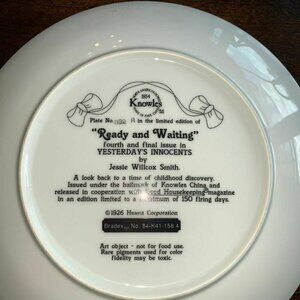 1854
Knowles
Plate No. A in the limited edition of
"Ready and Waiting"
fourth and final issue in
YESTERDAY'S INNOCENTS
by
Jessie Willcox Smith.
A look back to a time of childhood discovery.
Issued under the hallmark of Knowles China and
released in cooperation with Good Housekeeping magazine
in an edition limited to a maximum of 150 firing days.
©1926 Hearst Corporation
Bradex No. 84-K41-158.4
Art object - not for food use.
Rare pigments used for color
fidelity may be toxic.